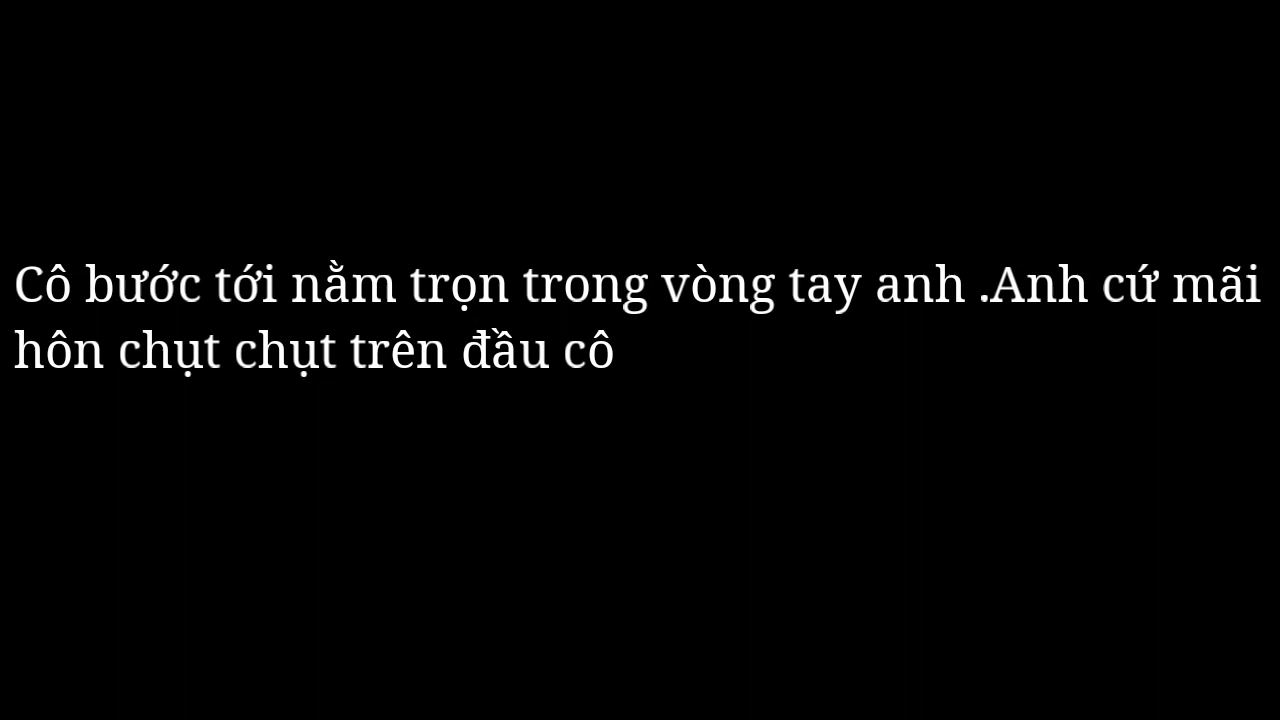 Cô bước tới nằm trọn trong vòng tay anh .Anh cứ mãi
hôn chụt chụt trên đầu cô